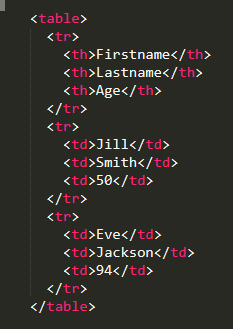 <table>
  <tr>
    <th>Firstname</th>
    <th>Lastname</th>
    <th>Age</th>
  </tr>
  <tr>
    <td>Jill</td>
    <td>Smith</td>
    <td>50</td>
  </tr>
  <tr>
    <td>Eve</td>
    <td>Jackson</td>
    <td>94</td>
  </tr>
</table>